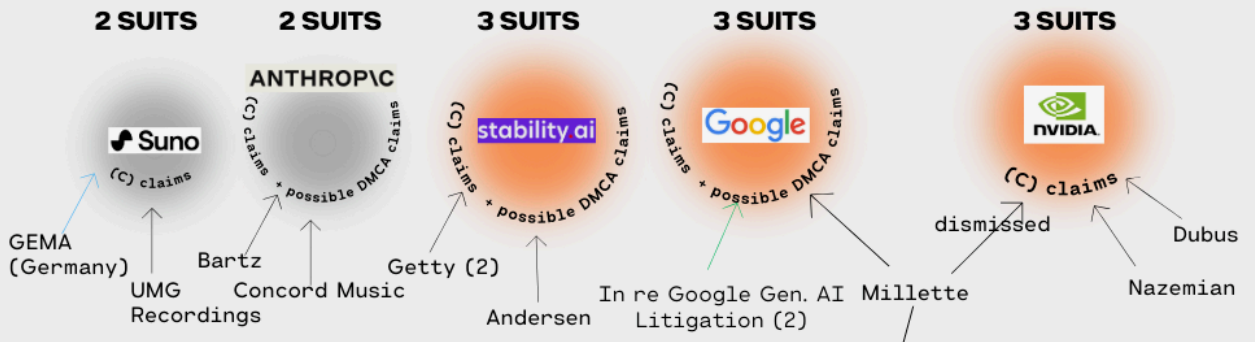 2 SUITS
2 SUITS
3 SUITS
3 SUITS
3 SUITS
Suno
(C) claims
ANTHROP\C
(C) claims + possible DMCA claims
stability.ai
(C) claims + possible DMCA claims
Google
(C) claims + possible DMCA claims
NVIDIA.
(C) claims
GEMA
(Germany)
UMG
Recordings
Bartz
Concord Music
Getty (2)
Andersen
In re Google Gen. AI
Litigation (2)
Millette
dismissed
Nazemian
Dubus